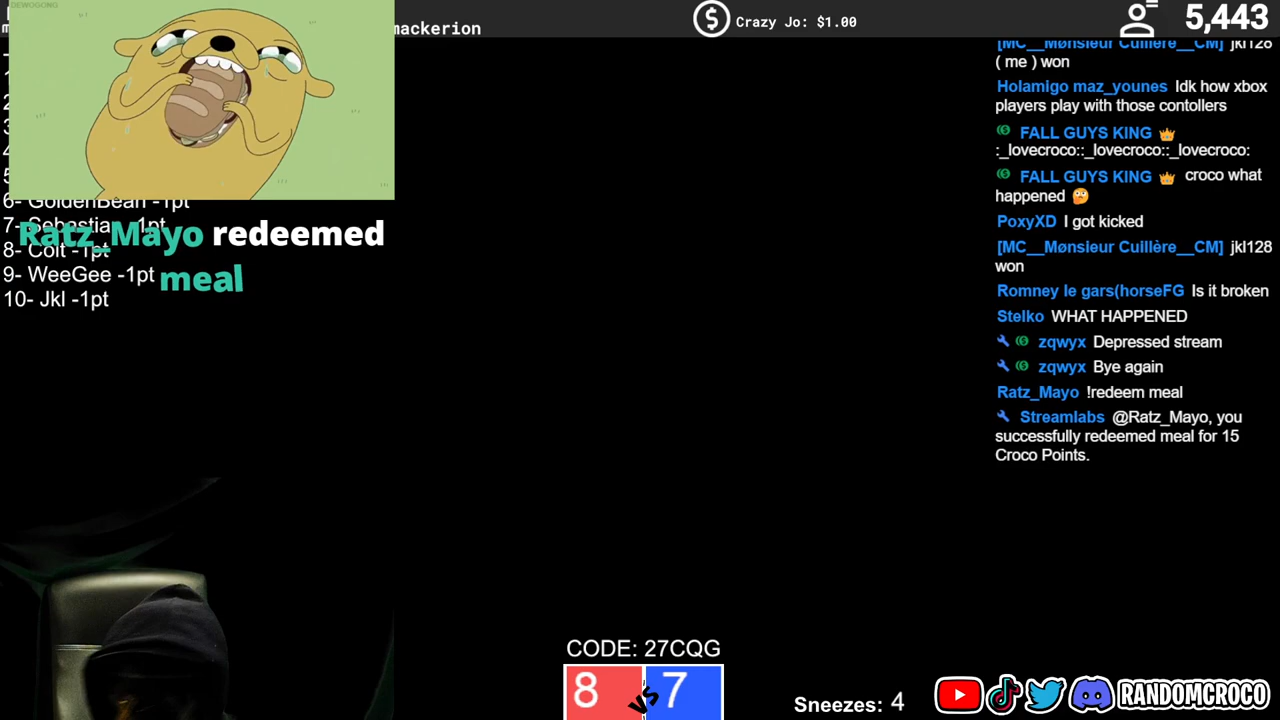 DEWOGONG
mackerion
Crazy Jo: $1.00
5,443
6- GoldenBean -1pt
7- Sebastian -1pt
8- Colt -1pt
9- WeeGee -1pt
10- Jkl -1pt
Ratz_Mayo redeemed
meal
[MC__Mønsieur Cuillère__CM] jkl128
( me ) won
Holamigo maz_younes Idk how xbox
players play with those contollers
FALL GUYS KING 👑
:_lovecroco::_lovecroco::_lovecroco:
FALL GUYS KING 👑 croco what
happened 🤔
PoxyXD I got kicked
[MC__Mønsieur Cuillère__CM] jkl128
won
Romney le gars(horseFG Is it broken
Stelko WHAT HAPPENED
zqwyx Depressed stream
zqwyx Bye again
Ratz_Mayo !redeem meal
Streamlabs @Ratz_Mayo, you
successfully redeemed meal for 15
Croco Points.
CODE: 27CQG
8 VS 7
Sneezes: 4
RANDOMCROCO